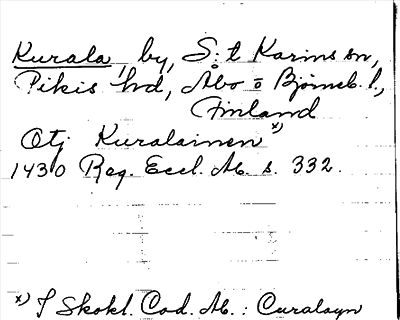 Kurala, by, S:t Karins sn,
Pikis hd, Åbo o Björneb. l.,
Finland
Otj Kuralainen x)
1430 Reg. Eccl. Ab. s. 332.
x) I Skokl. Cod. Ab.: Curalayn